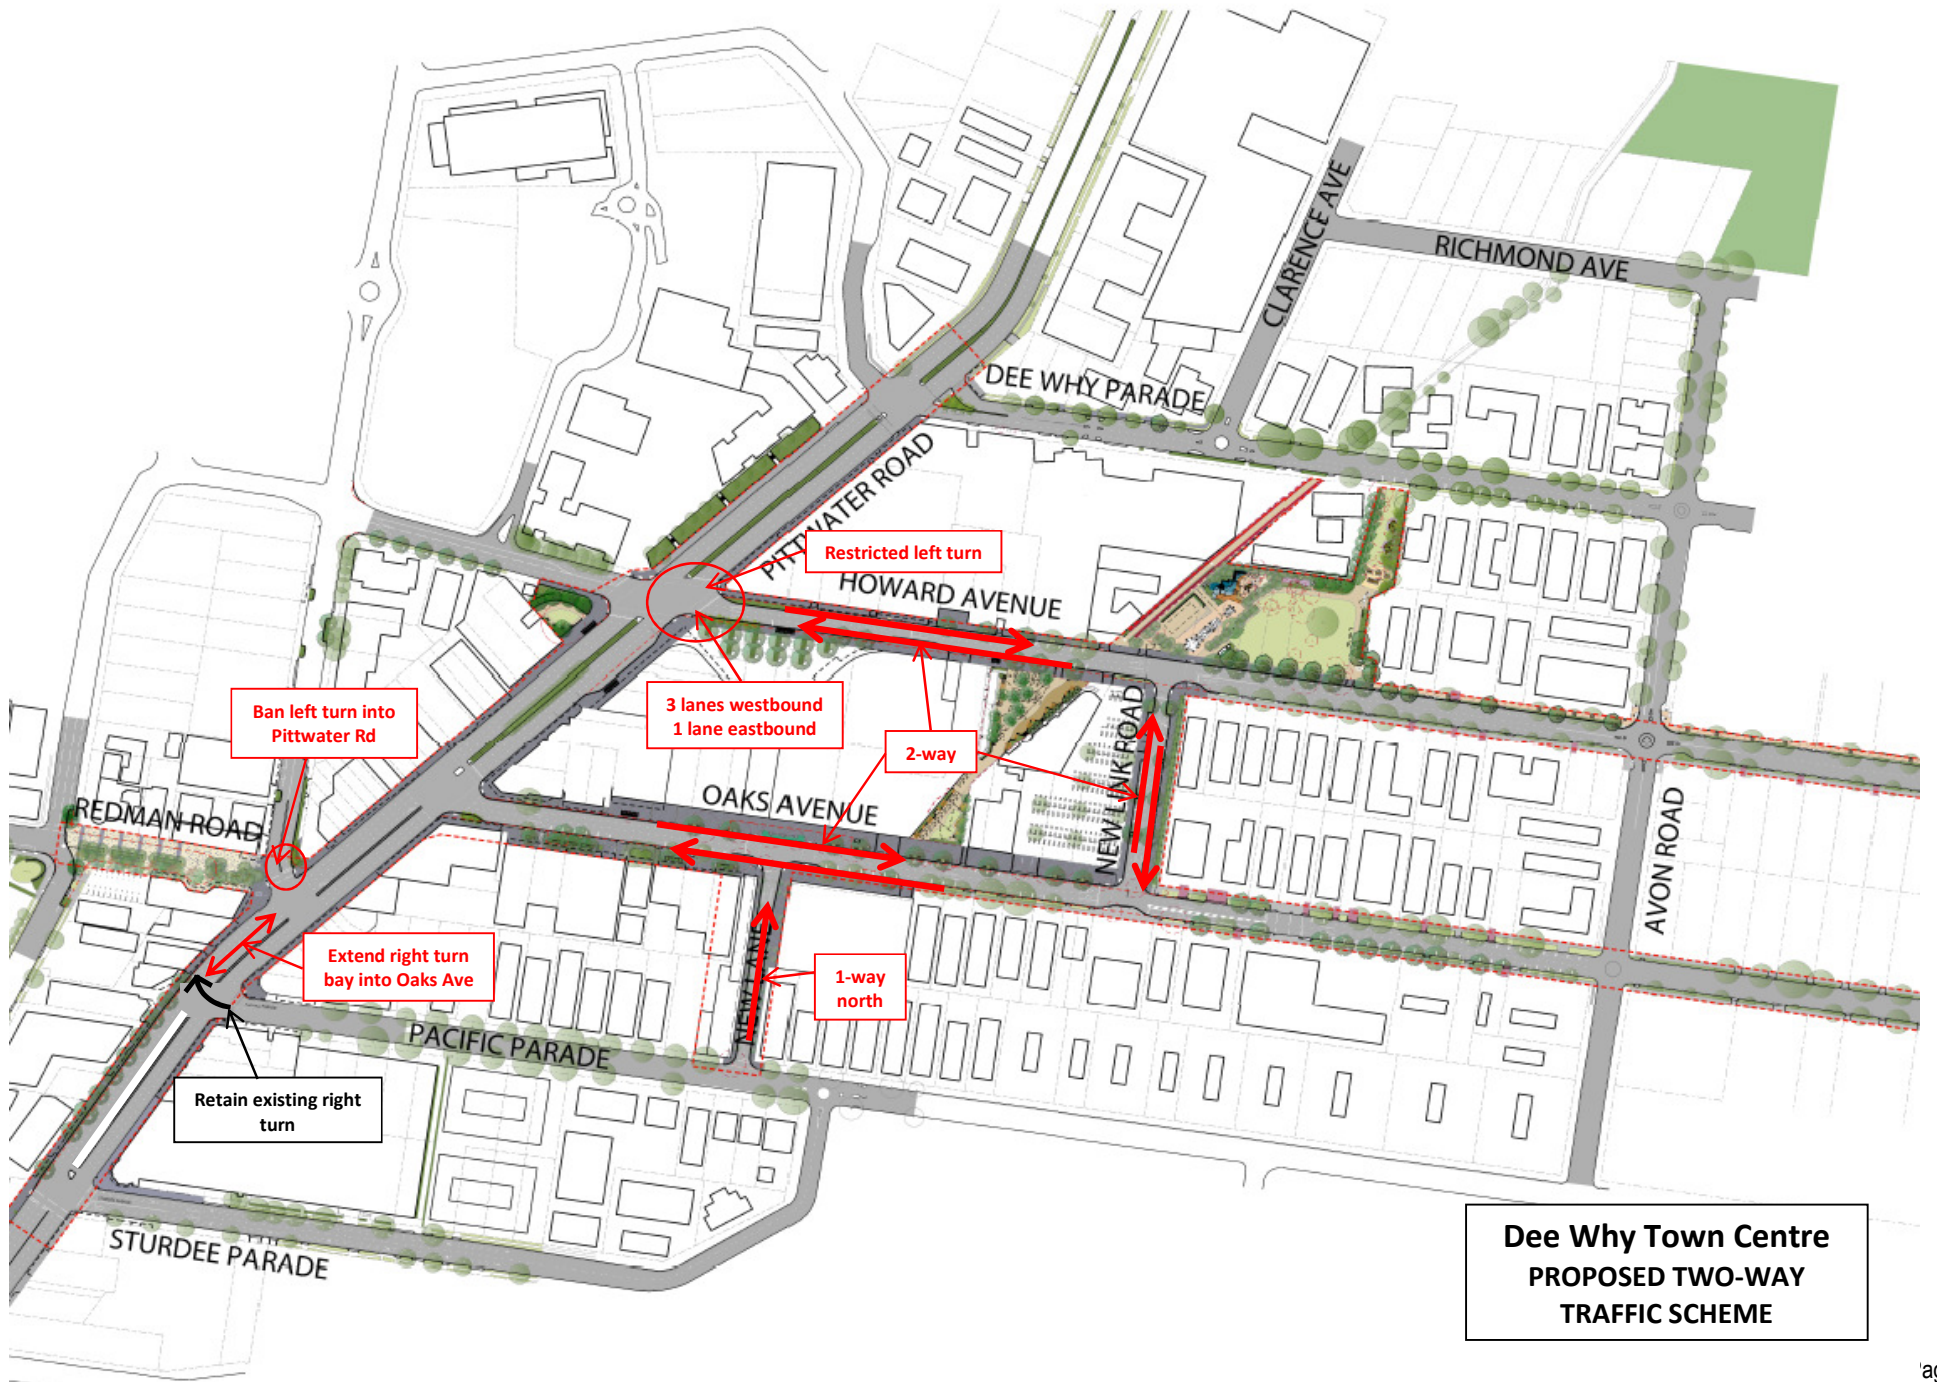 CLARENCE AVE
RICHMOND AVE
DEE WHY PARADE
PITTWATER ROAD
Restricted left turn
HOWARD AVENUE
3 lanes westbound
1 lane eastbound
Ban left turn into
Pittwater Rd
2-way
NEW LINK ROAD
OAKS AVENUE
REDMAN ROAD
AVON ROAD
Extend right turn
bay into Oaks Ave
1-way
north
NEW LANE
PACIFIC PARADE
Retain existing right
turn
STURDEE PARADE
Dee Why Town Centre
PROPOSED TWO-WAY
TRAFFIC SCHEME